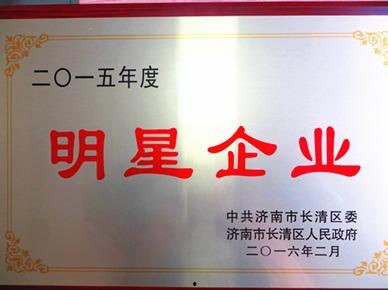 二〇一五年度
明星企业
中共济南市长清区委
济南市长清区人民政府
二〇一六年二月